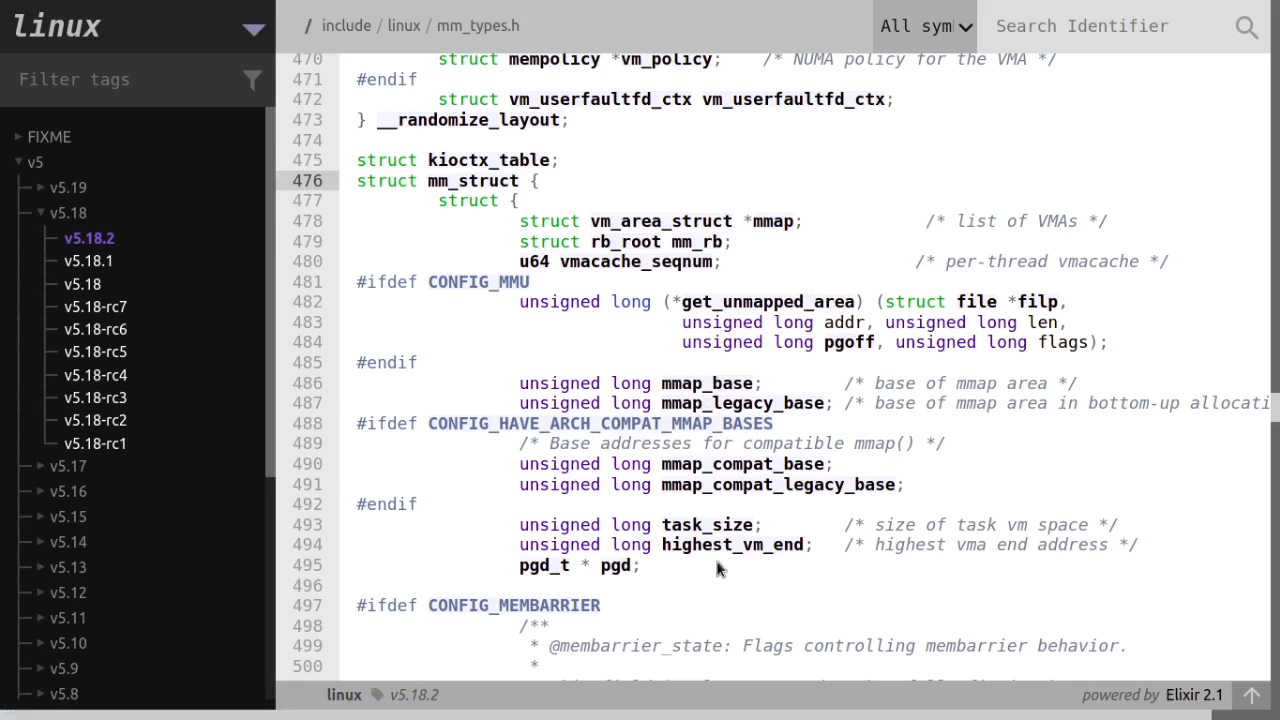 linux
/ include / linux / mm_types.h
All sym
Search Identifier
Filter tags
FIXME
v5
v5.19
v5.18
v5.18.2
v5.18.1
v5.18
v5.18-rc7
v5.18-rc6
v5.18-rc5
v5.18-rc4
v5.18-rc3
v5.18-rc2
v5.18-rc1
v5.17
v5.16
v5.15
v5.14
v5.13
v5.12
v5.11
v5.10
v5.9
v5.8
470 struct mempolicy *vm_policy; /* NUMA policy for the VMA */
471 #endif
472 struct vm_userfaultfd_ctx vm_userfaultfd_ctx;
473 } __randomize_layout;
474
475 struct kioctx_table;
476 struct mm_struct {
477 struct {
478 struct vm_area_struct *mmap; /* list of VMAs */
479 struct rb_root mm_rb;
480 u64 vmacache_seqnum; /* per-thread vmacache */
481 #ifdef CONFIG_MMU
482 unsigned long (*get_unmapped_area) (struct file *filp,
483 unsigned long addr, unsigned long len,
484 unsigned long pgoff, unsigned long flags);
485 #endif
486 unsigned long mmap_base; /* base of mmap area */
487 unsigned long mmap_legacy_base; /* base of mmap area in bottom-up allocati
488 #ifdef CONFIG_HAVE_ARCH_COMPAT_MMAP_BASES
489 /* Base addresses for compatible mmap() */
490 unsigned long mmap_compat_base;
491 unsigned long mmap_compat_legacy_base;
492 #endif
493 unsigned long task_size; /* size of task vm space */
494 unsigned long highest_vm_end; /* highest vma end address */
495 pgd_t * pgd;
496
497 #ifdef CONFIG_MEMBARRIER
498 /**
499 * @membarrier_state: Flags controlling membarrier behavior.
500 *
linux v5.18.2
powered by Elixir 2.1